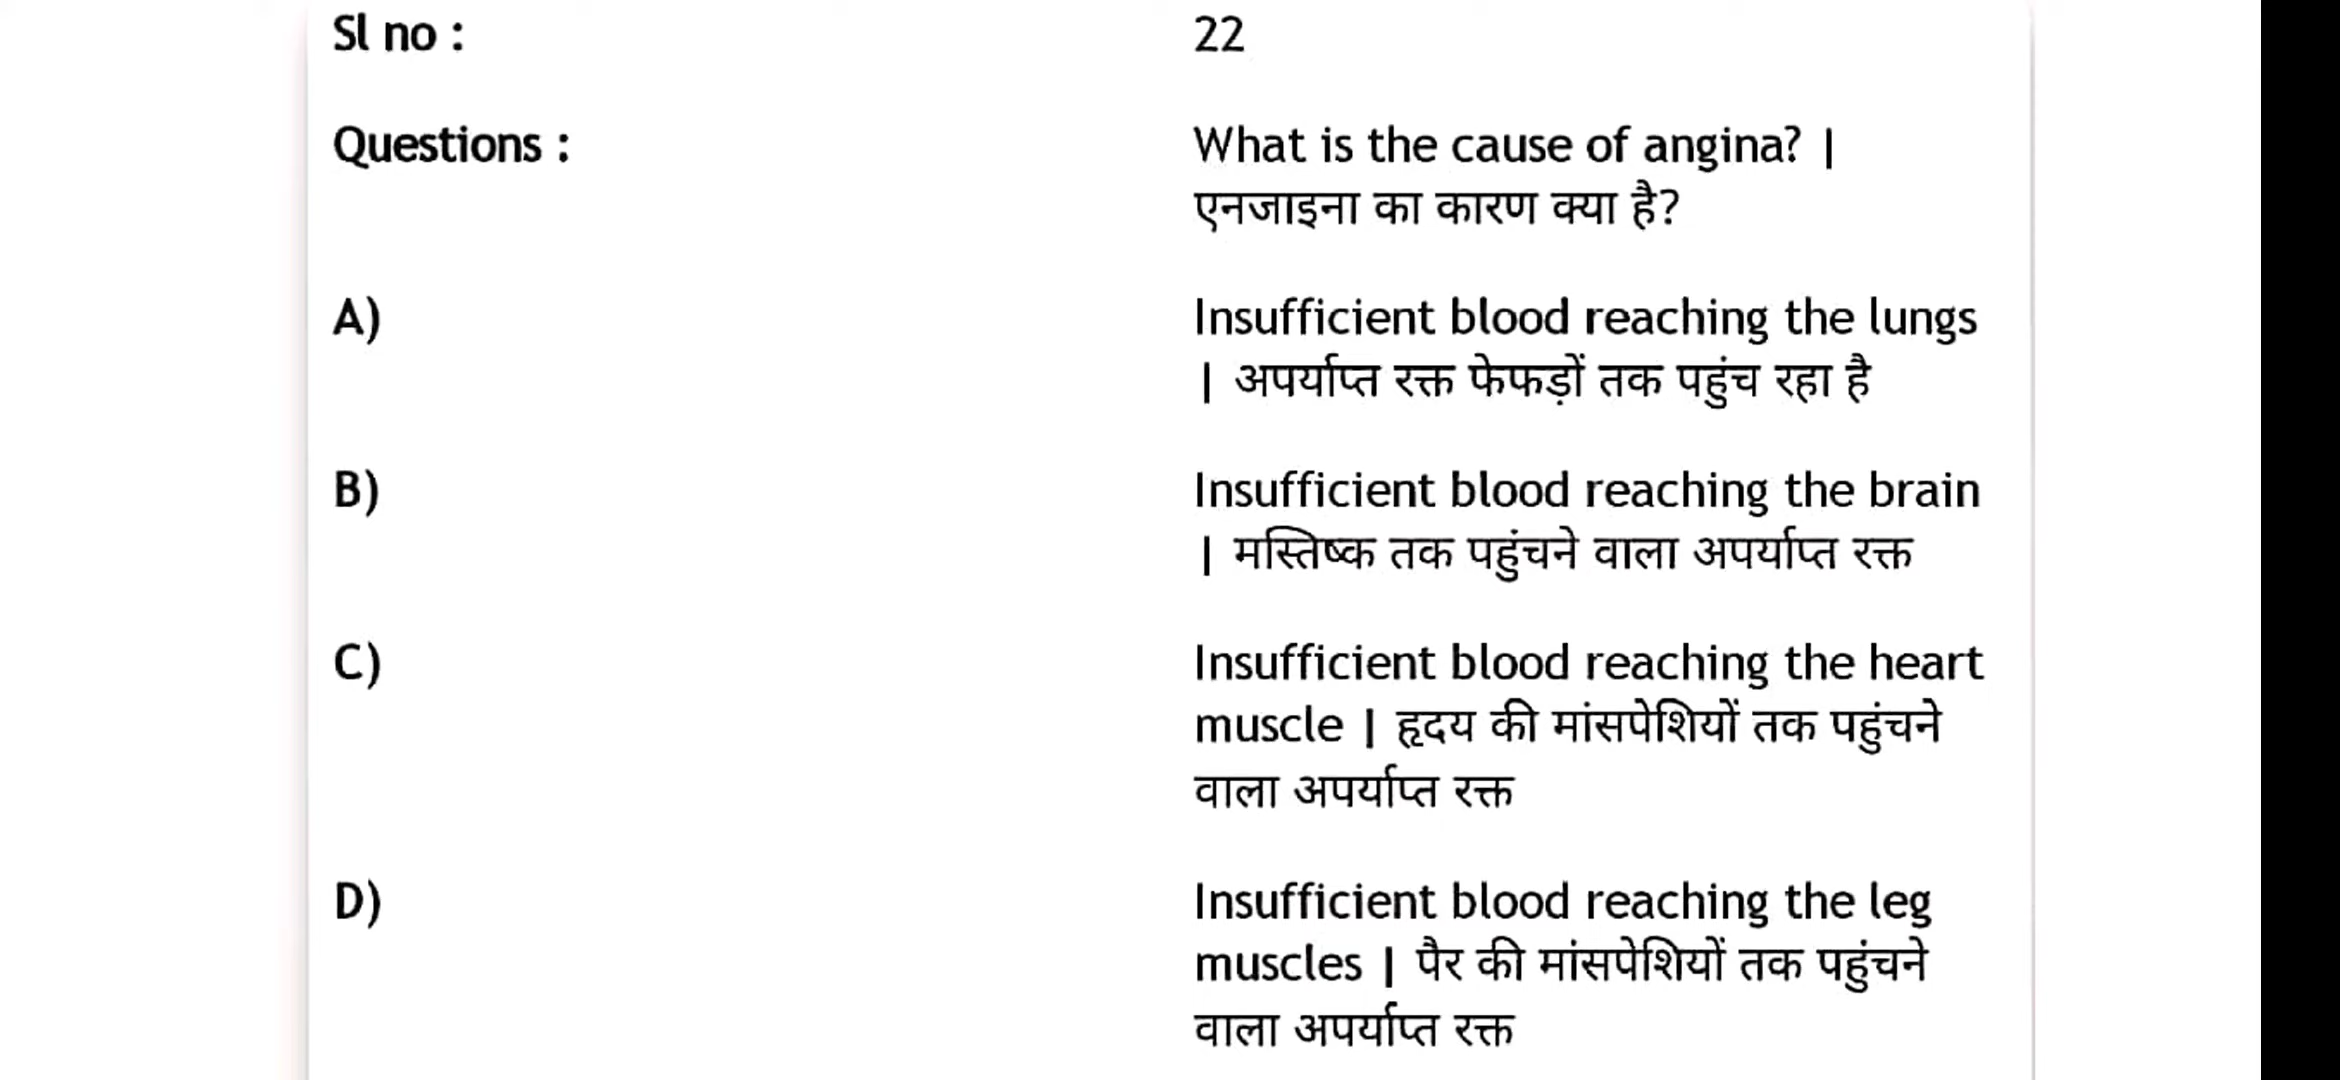 Sl no : 22
Questions : What is the cause of angina? |
एनजाइना का कारण क्या है?
A) Insufficient blood reaching the lungs
| अपर्याप्त रक्त फेफड़ों तक पहुंच रहा है
B) Insufficient blood reaching the brain
| मस्तिष्क तक पहुंचने वाला अपर्याप्त रक्त
C) Insufficient blood reaching the heart
muscle | हृदय की मांसपेशियों तक पहुंचने
वाला अपर्याप्त रक्त
D) Insufficient blood reaching the leg
muscles | पैर की मांसपेशियों तक पहुंचने
वाला अपर्याप्त रक्त